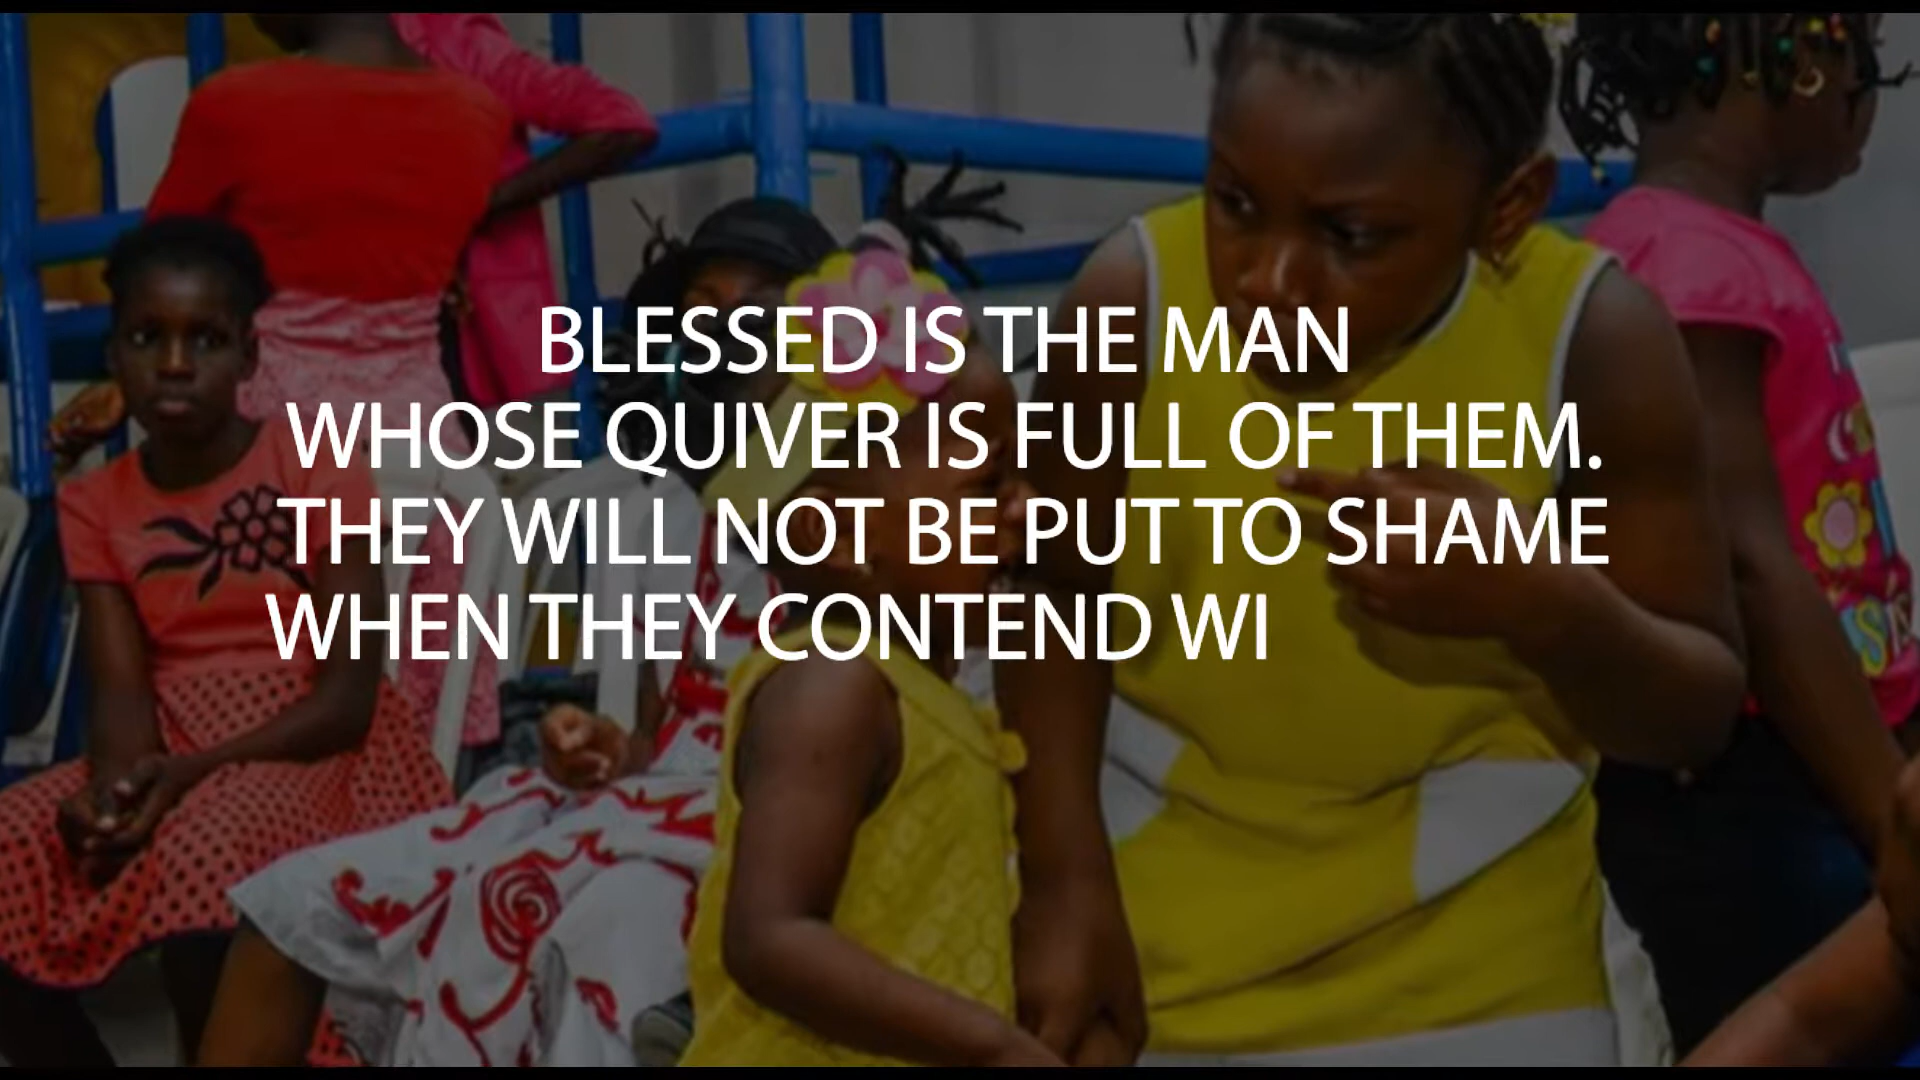 BLESSED IS THE MAN
WHOSE QUIVER IS FULL OF THEM.
THEY WILL NOT BE PUT TO SHAME
WHEN THEY CONTEND WI